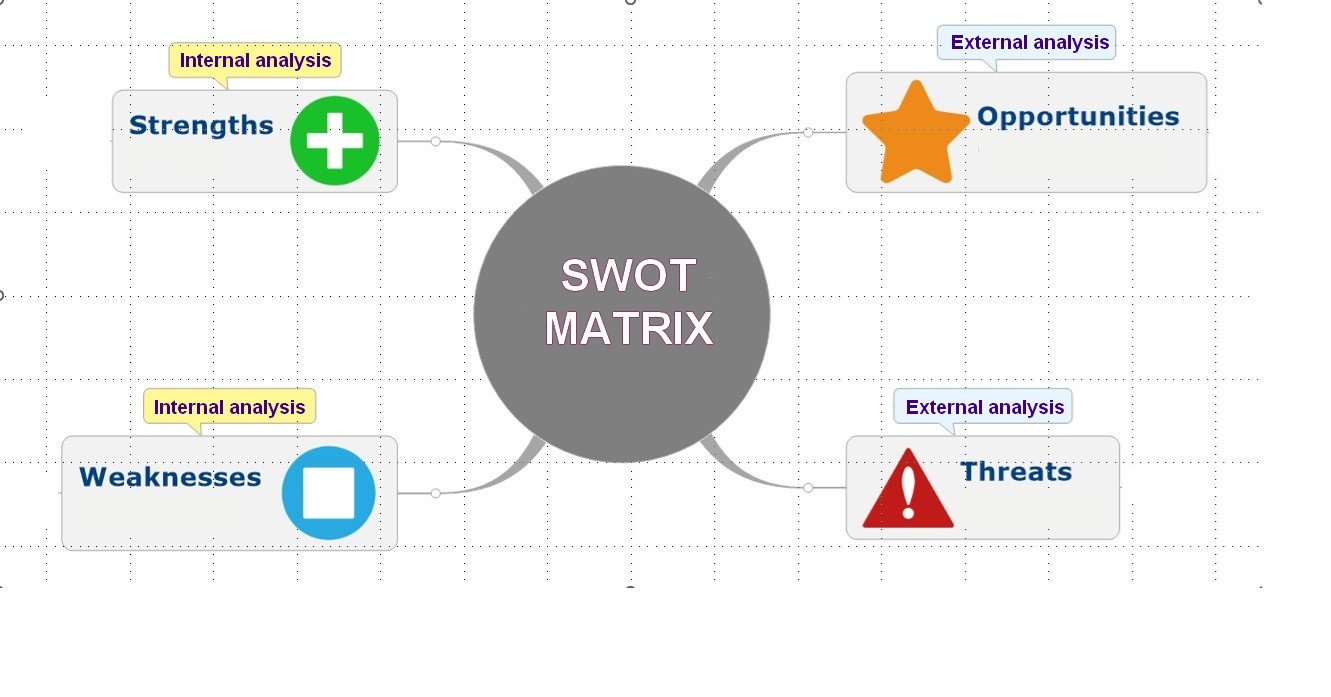 Internal analysis
Strengths
External analysis
Opportunities
SWOT
MATRIX
Internal analysis
Weaknesses
External analysis
Threats